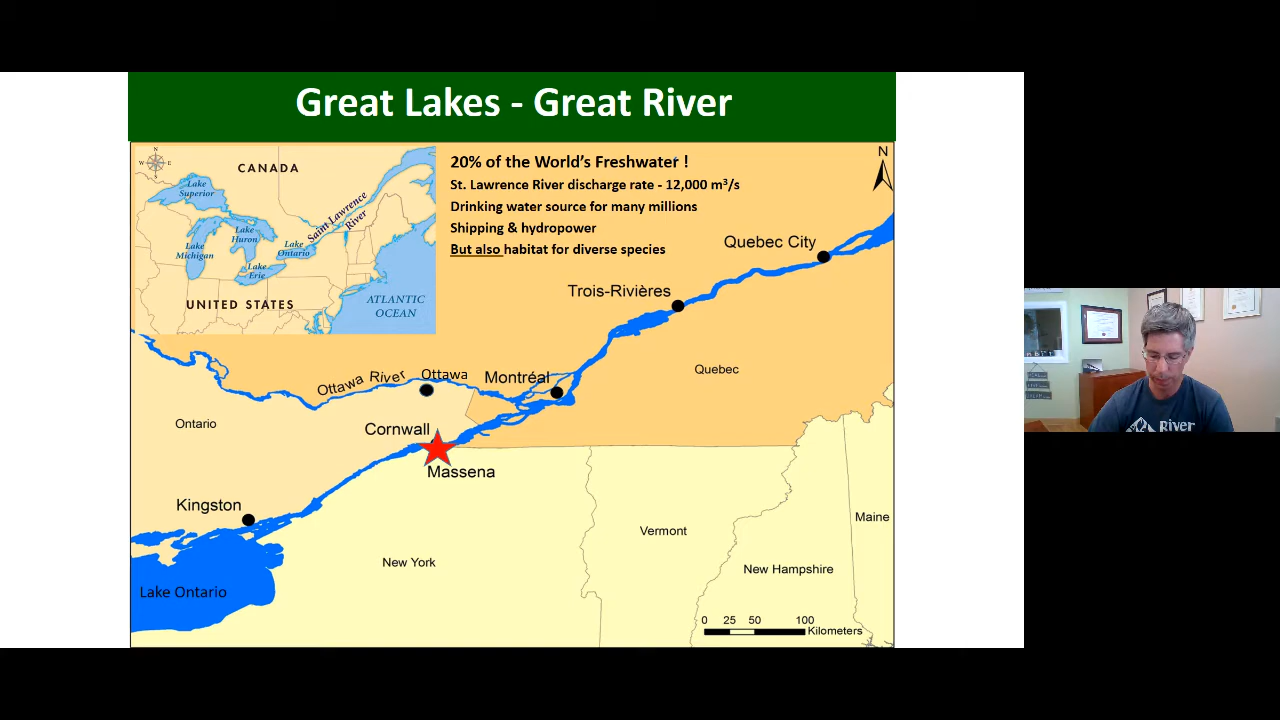 Great Lakes - Great River
N
W
E
S
CANADA
Lake
Superior
Saint Lawrence
River
Lake
Huron
Lake
Michigan
Lake
Ontario
Lake
Erie
UNITED STATES
ATLANTIC
OCEAN
20% of the World's Freshwater !
St. Lawrence River discharge rate - 12,000 m³/s
Drinking water source for many millions
Shipping & hydropower
But also habitat for diverse species
N
Quebec City
Trois-Rivières
Ottawa River
Ottawa
Montréal
Quebec
Ontario
Cornwall
Massena
Kingston
Maine
Vermont
New York
New Hampshire
Lake Ontario
0 25 50 100
Kilometers
River